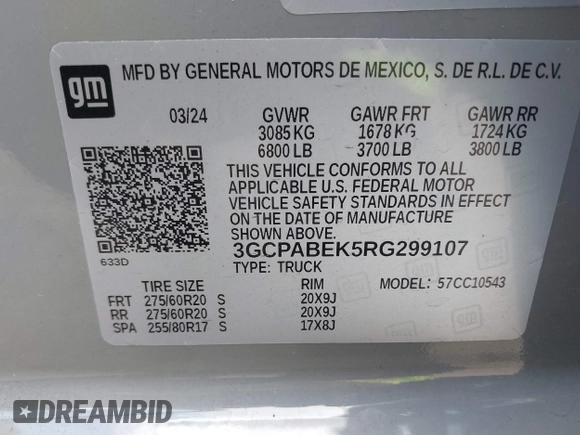 gm
MFD BY GENERAL MOTORS DE MEXICO, S. DE R.L. DE C.V.
03/24 GVWR GAWR FRT GAWR RR
3085 KG 1678 KG 1724 KG
6800 LB 3700 LB 3800 LB
THIS VEHICLE CONFORMS TO ALL
APPLICABLE U.S. FEDERAL MOTOR
VEHICLE SAFETY STANDARDS IN EFFECT
ON THE DATE OF MANUFACTURE
SHOWN ABOVE.
633D
3GCPABEK5RG299107
TYPE: TRUCK MODEL: 57CC10543
TIRE SIZE RIM
FRT 275/60R20 S 20X9J
RR 275/60R20 S 20X9J
SPA 255/80R17 S 17X8J
DREAMBID